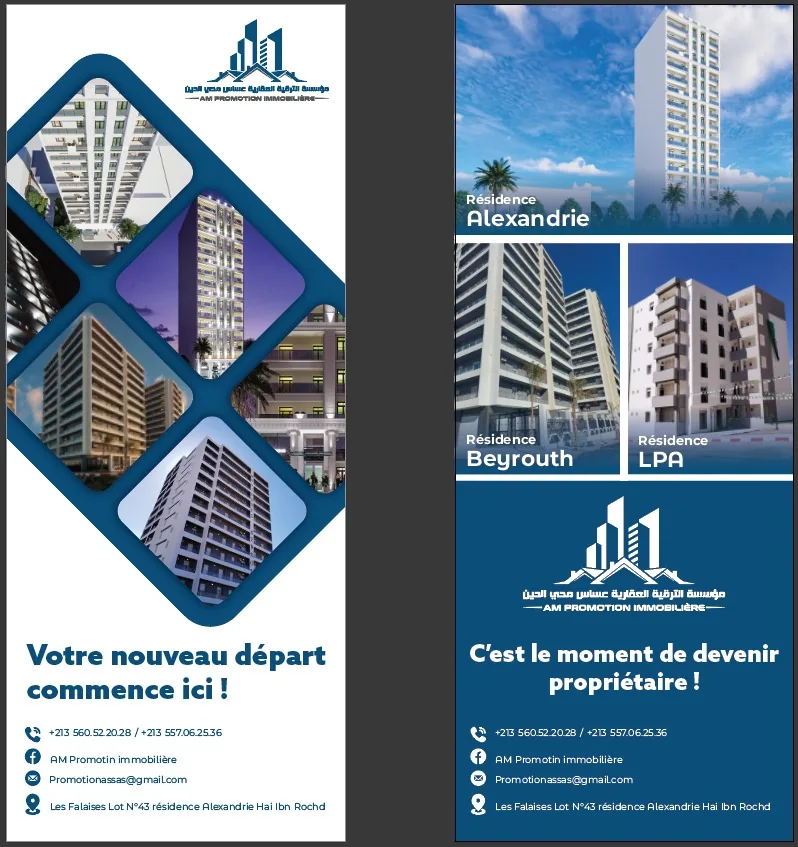 مؤسسة الترقية العقارية عساس محي الدين
AM PROMOTION IMMOBILIÈRE
Votre nouveau départ
commence ici !
+213 560.52.20.28 / +213 557.06.25.36
AM Promotin immobilière
Promotionassas@gmail.com
Les Falaises Lot N°43 résidence Alexandrie Hai Ibn Rochd
Résidence
Alexandrie
Résidence
Beyrouth
Résidence
LPA
مؤسسة الترقية العقارية عساس محي الدين
AM PROMOTION IMMOBILIÈRE
C'est le moment de devenir
propriétaire !
+213 560.52.20.28 / +213 557.06.25.36
AM Promotin immobilière
Promotionassas@gmail.com
Les Falaises Lot N°43 résidence Alexandrie Hai Ibn Rochd